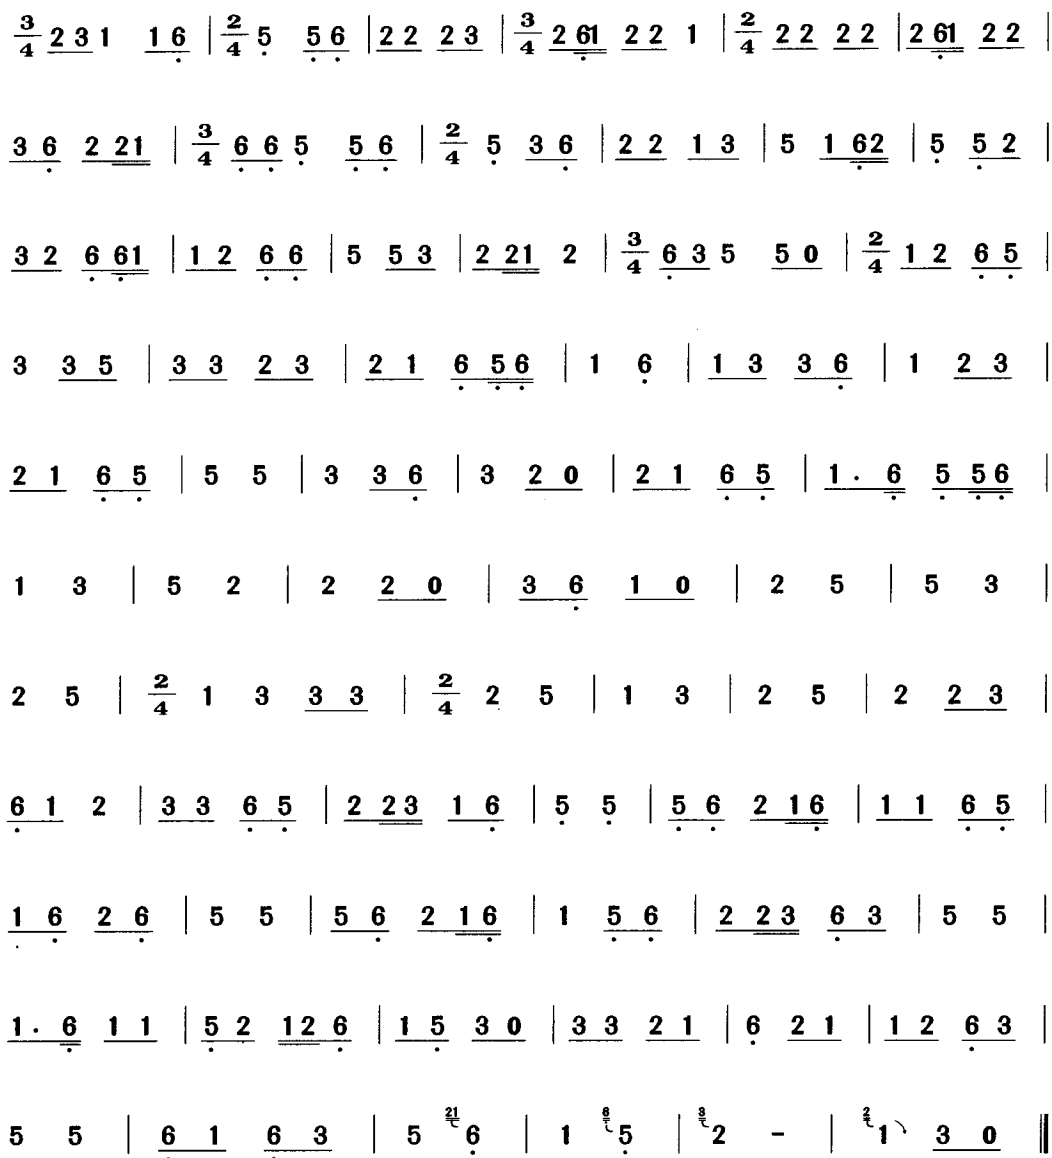 3/4 2 3 1 1 6̣ | 2/4 5̣ 5̣ 6̣ | 2 2 2 3 | 3/4 2 6̣1 2 2 1 | 2/4 2 2 2 2 | 2 6̣1 2 2 |
3 6̣ 2 21 | 3/4 6̣ 6̣ 5̣ 5̣ 6̣ | 2/4 5̣ 3 6̣ | 2 2 1 3 | 5 1 6̣2 | 5̣ 5̣ 2 |
3 2 6̣ 6̣1 | 1 2 6̣ 6̣ | 5 5 3 | 2 21 2 | 3/4 6̣ 3 5 5 0 | 2/4 1 2 6̣ 5̣ |
3 3 5 | 3 3 2 3 | 2 1 6̣ 5̣6̣ | 1 6̣ | 1 3 3 6̣ | 1 2 3 |
2 1 6̣ 5̣ | 5 5 | 3 3 6̣ | 3 2 0 | 2 1 6̣ 5̣ | 1 · 6̣ 5̣ 5̣6̣ |
1 3 | 5 2 | 2 2 0 | 3 6̣ 1 0 | 2 5 | 5 3 |
2 5 | 2/4 1 3 3 3 | 2/4 2 5 | 1 3 | 2 5 | 2 2 3 |
6̣ 1 2 | 3 3 6̣ 5̣ | 2 23 1 6̣ | 5̣ 5̣ | 5̣ 6̣ 2 16̣ | 1 1 6̣ 5̣ |
1̣ 6̣ 2 6̣ | 5 5 | 5 6̣ 2 16̣ | 1 5̣ 6̣ | 2 23 6̣ 3 | 5 5 |
1 · 6̣ 1 1 | 5̣ 2 12 6̣ | 1 5̣ 3 0 | 3 3 2 1 | 6̣ 2 1 | 1 2 6̣ 3 |
5 5 | 6̣ 1 6̣ 3 | 5 21 6̣ | 1 6 5̣ | 3 2 - | 2 1 3 0 ‖